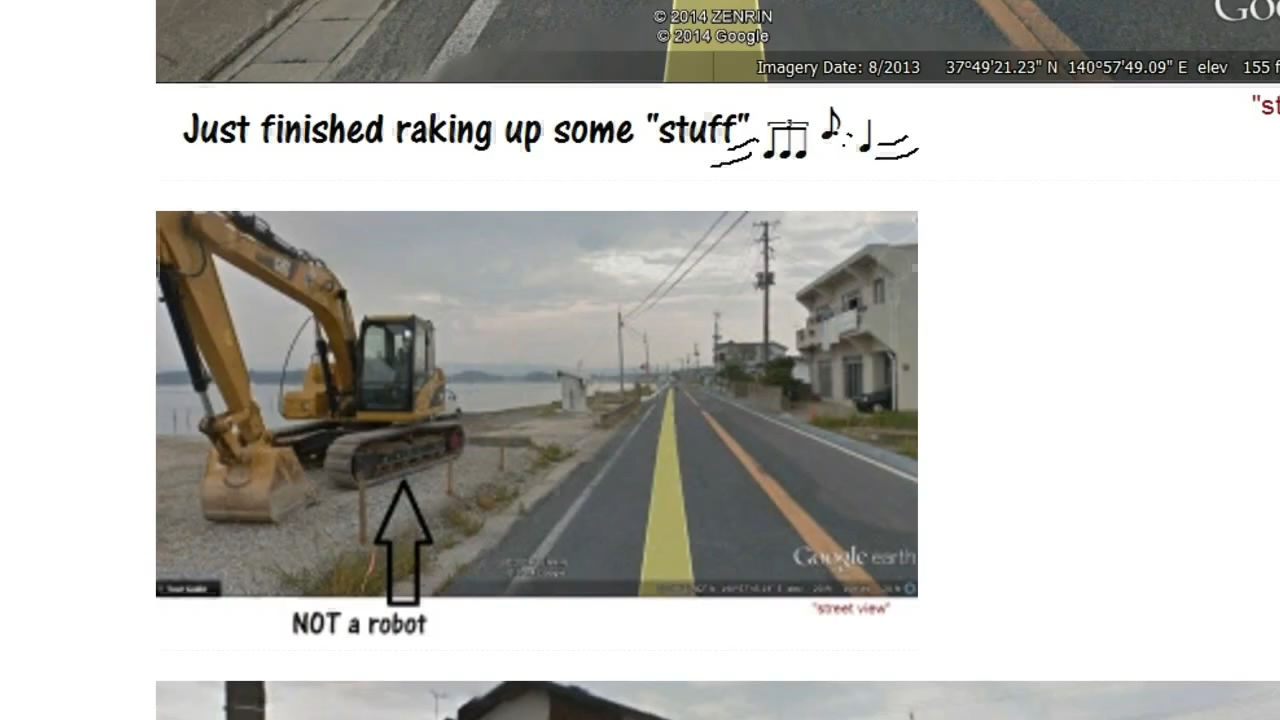 © 2014 ZENRIN
© 2014 Google
Imagery Date: 8/2013 37°49'21.23" N 140°57'49.09" E elev 155 f
Just finished raking up some "stuff"
Google earth
"street view"
NOT a robot